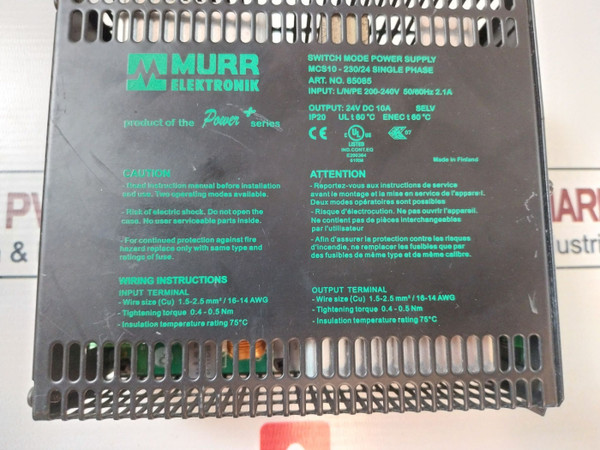 MURR
ELEKTRONIK
product of the Power+ series
SWITCH MODE POWER SUPPLY
MCS10 - 230/24 SINGLE PHASE
ART. NO. 85085
INPUT: L/N/PE 200-240V 50/60Hz 2.1A
OUTPUT: 24V DC 10A SELV
IP20 UL t 60 °C ENEC t 60 °C
CE
UL
LISTED
IND.CONT.EQ
Made in Finland
CAUTION
- Read instruction manual before installation
and use. Two operating modes available.
- Risk of electric shock. Do not open the
case. No user serviceable parts inside.
- For continued protection against fire
hazard replace only with same type and
ratings of fuse.
ATTENTION
- Reportez-vous aux instructions de service
avant le montage et la mise en service de l'appareil.
Deux modes opératoires sont possibles
- Risque d'électrocution. Ne pas ouvrir l'appareil.
Ne contient pas de pièces interchangeables
par l'utilisateur
- Afin d'assurer la protection contre les risques
d'incendie, ne remplacer les fusibles que par
des fusibles de même type et de même calibre.
WIRING INSTRUCTIONS
INPUT TERMINAL
- Wire size (Cu) 1.5-2.5 mm² / 16-14 AWG
- Tightening torque 0.4 - 0.5 Nm
- Insulation temperature rating 75°C
OUTPUT TERMINAL
- Wire size (Cu) 1.5-2.5 mm² / 16-14 AWG
- Tightening torque 0.4 - 0.5 Nm
- Insulation temperature rating 75°C